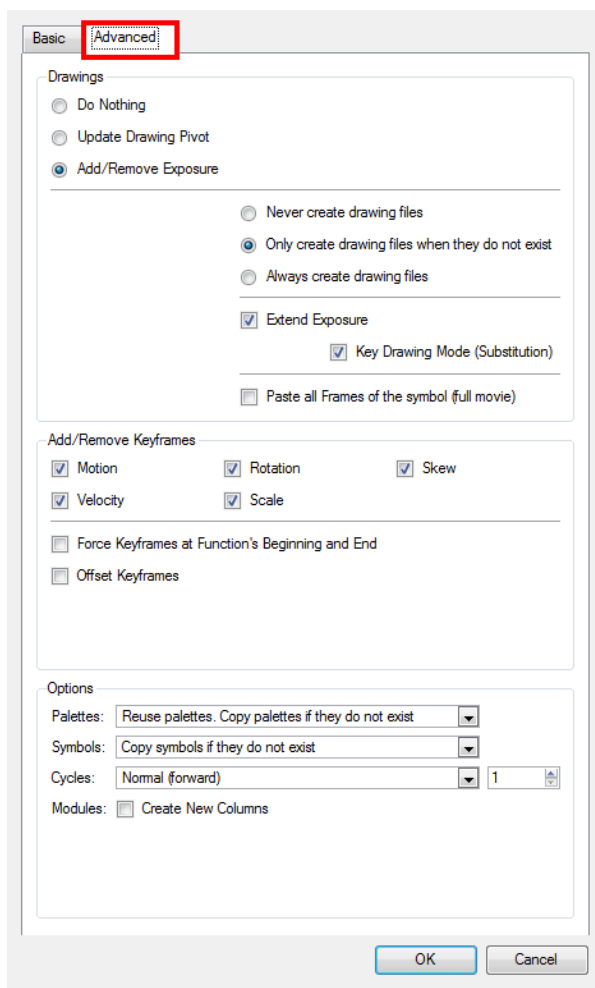 Basic Advanced
Drawings
Do Nothing
Update Drawing Pivot
Add/Remove Exposure
Never create drawing files
Only create drawing files when they do not exist
Always create drawing files
Extend Exposure
Key Drawing Mode (Substitution)
Paste all Frames of the symbol (full movie)
Add/Remove Keyframes
Motion Rotation Skew
Velocity Scale
Force Keyframes at Function's Beginning and End
Offset Keyframes
Options
Palettes: Reuse palettes. Copy palettes if they do not exist
Symbols: Copy symbols if they do not exist
Cycles: Normal (forward) 1
Modules: Create New Columns
OK Cancel